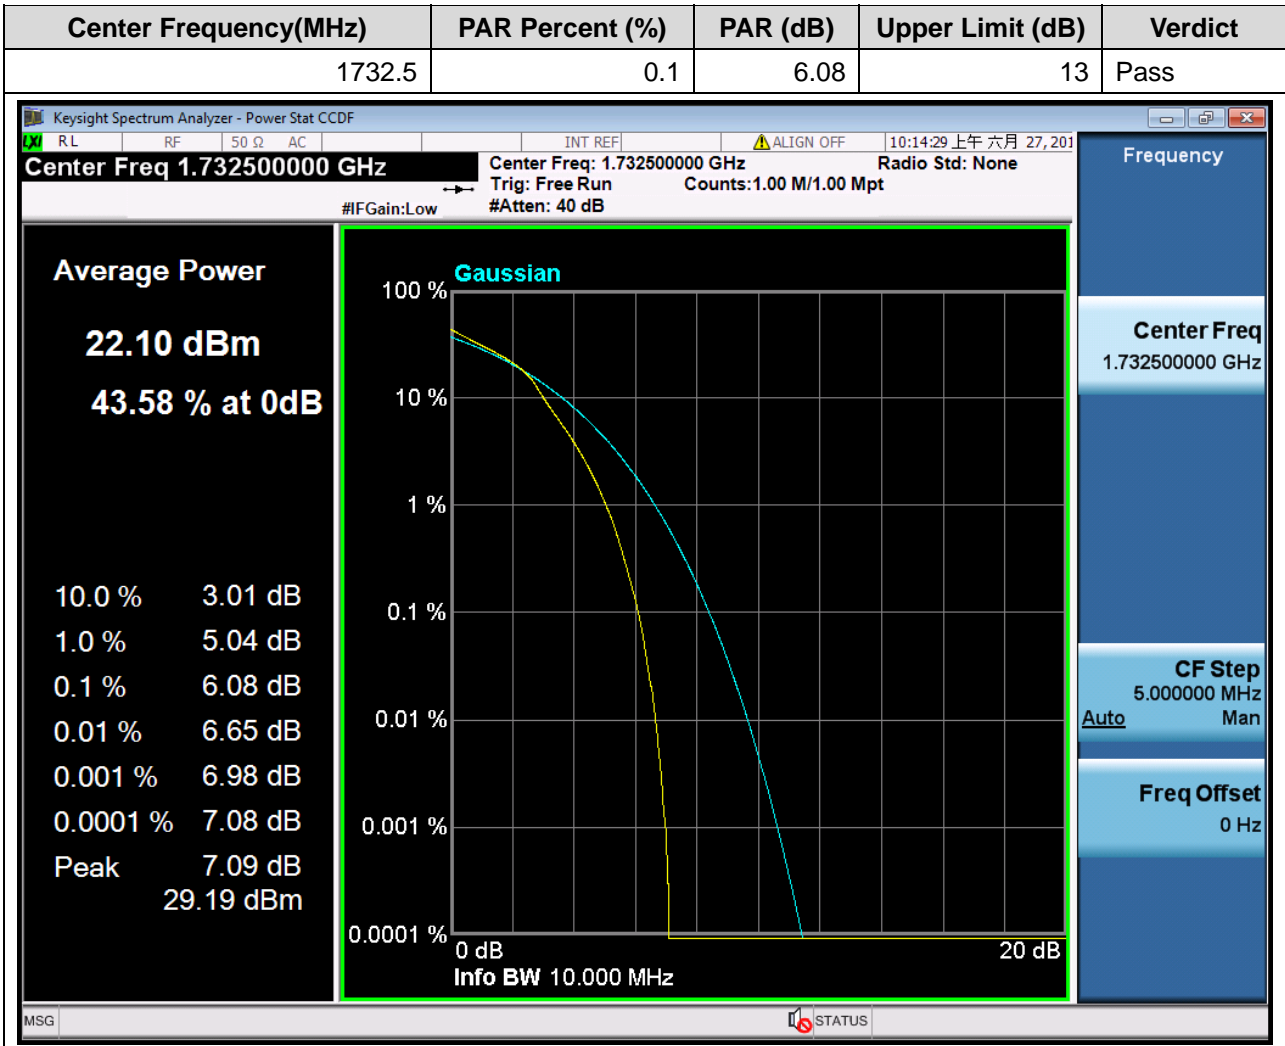 Center Frequency(MHz) PAR Percent (%) PAR (dB) Upper Limit (dB) Verdict
1732.5 0.1 6.08 13 Pass
Keysight Spectrum Analyzer - Power Stat CCDF
LXI RL RF 50 Ω AC INT REF ALIGN OFF 10:14:29 上午 六月 27, 201
Center Freq 1.732500000 GHz
Center Freq: 1.732500000 GHz Radio Std: None
Trig: Free Run Counts:1.00 M/1.00 Mpt
#IFGain:Low #Atten: 40 dB
Frequency
Average Power
22.10 dBm
43.58 % at 0dB
10.0 % 3.01 dB
1.0 % 5.04 dB
0.1 % 6.08 dB
0.01 % 6.65 dB
0.001 % 6.98 dB
0.0001 % 7.08 dB
Peak 7.09 dB
29.19 dBm
Gaussian
100 %
10 %
1 %
0.1 %
0.01 %
0.001 %
0.0001 %
0 dB 20 dB
Info BW 10.000 MHz
Center Freq
1.732500000 GHz
CF Step
5.000000 MHz
Auto Man
Freq Offset
0 Hz
MSG STATUS